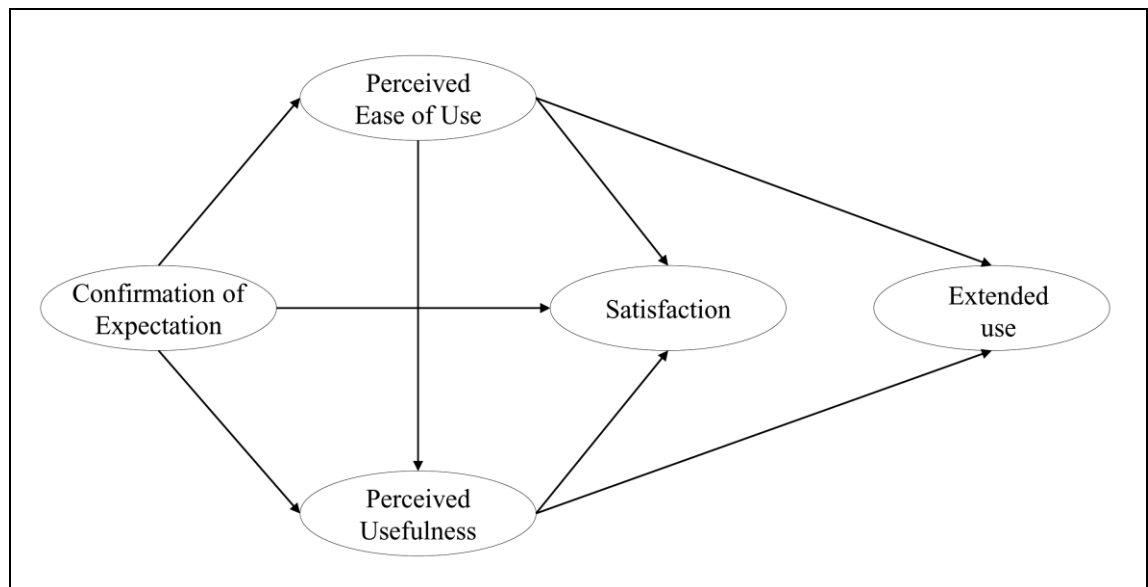 Perceived
Ease of Use
Confirmation of
Expectation
Satisfaction
Extended
use
Perceived
Usefulness